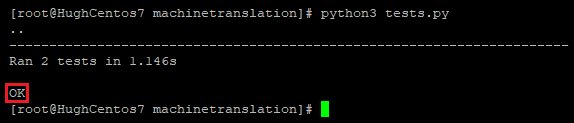 [root@HughCentos7 machinetranslation]# python3 tests.py
..
----------------------------------------------------------------------
Ran 2 tests in 1.146s
OK
[root@HughCentos7 machinetranslation]#